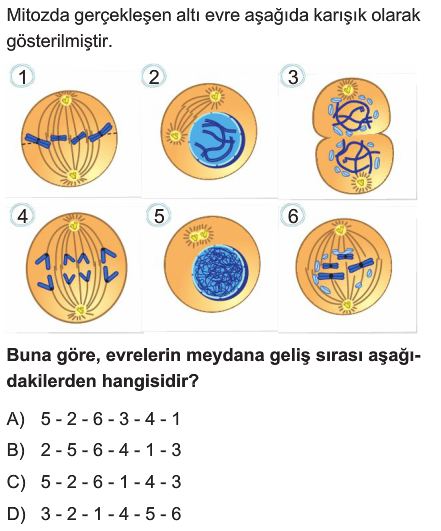 Mitozda gerçekleşen altı evre aşağıda karışık olarak
gösterilmiştir.
1
2
3
4
5
6
Buna göre, evrelerin meydana geliş sırası aşağı-
dakilerden hangisidir?
A) 5 - 2 - 6 - 3 - 4 - 1
B) 2 - 5 - 6 - 4 - 1 - 3
C) 5 - 2 - 6 - 1 - 4 - 3
D) 3 - 2 - 1 - 4 - 5 - 6